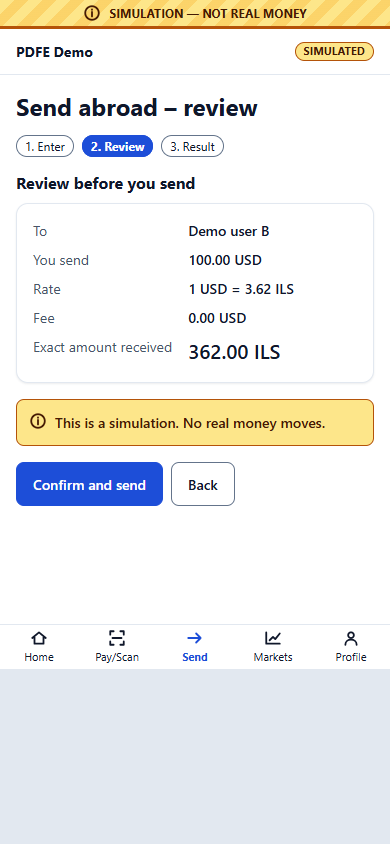 SIMULATION — NOT REAL MONEY
PDFE Demo
SIMULATED
Send abroad – review
1. Enter
2. Review
3. Result
Review before you send
To
Demo user B
You send
100.00 USD
Rate
1 USD = 3.62 ILS
Fee
0.00 USD
Exact amount received
362.00 ILS
This is a simulation. No real money moves.
Confirm and send
Back
Home
Pay/Scan
Send
Markets
Profile